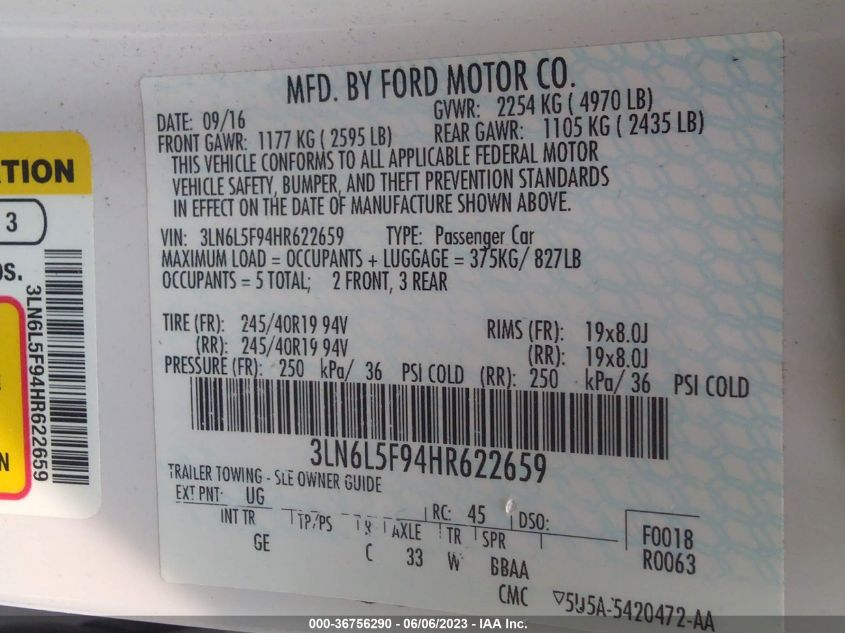 MFD. BY FORD MOTOR CO.
DATE: 09/16 GVWR: 2254 KG ( 4970 LB)
FRONT GAWR: 1177 KG ( 2595 LB) REAR GAWR: 1105 KG ( 2435 LB)
THIS VEHICLE CONFORMS TO ALL APPLICABLE FEDERAL MOTOR
VEHICLE SAFETY, BUMPER, AND THEFT PREVENTION STANDARDS
IN EFFECT ON THE DATE OF MANUFACTURE SHOWN ABOVE.
VIN: 3LN6L5F94HR622659 TYPE: Passenger Car
MAXIMUM LOAD = OCCUPANTS + LUGGAGE = 375KG/ 827LB
OCCUPANTS = 5 TOTAL; 2 FRONT, 3 REAR
TIRE (FR): 245/40R19 94V RIMS (FR): 19x8.0J
(RR): 245/40R19 94V (RR): 19x8.0J
PRESSURE (FR): 250 kPa/ 36 PSI COLD (RR): 250 kPa/ 36 PSI COLD
3LN6L5F94HR622659
TRAILER TOWING - SEE OWNER GUIDE
EXT PNT: UG RC: 45 DSO:
INT TR TP/PS R AXLE TR SPR F0018
GE C 33 W BBAA R0063
CMC 5U5A-5420472-AA
TION
3
OS.
3LN6L5F94HR622659
N
000-36756290 - 06/06/2023 - IAA Inc.